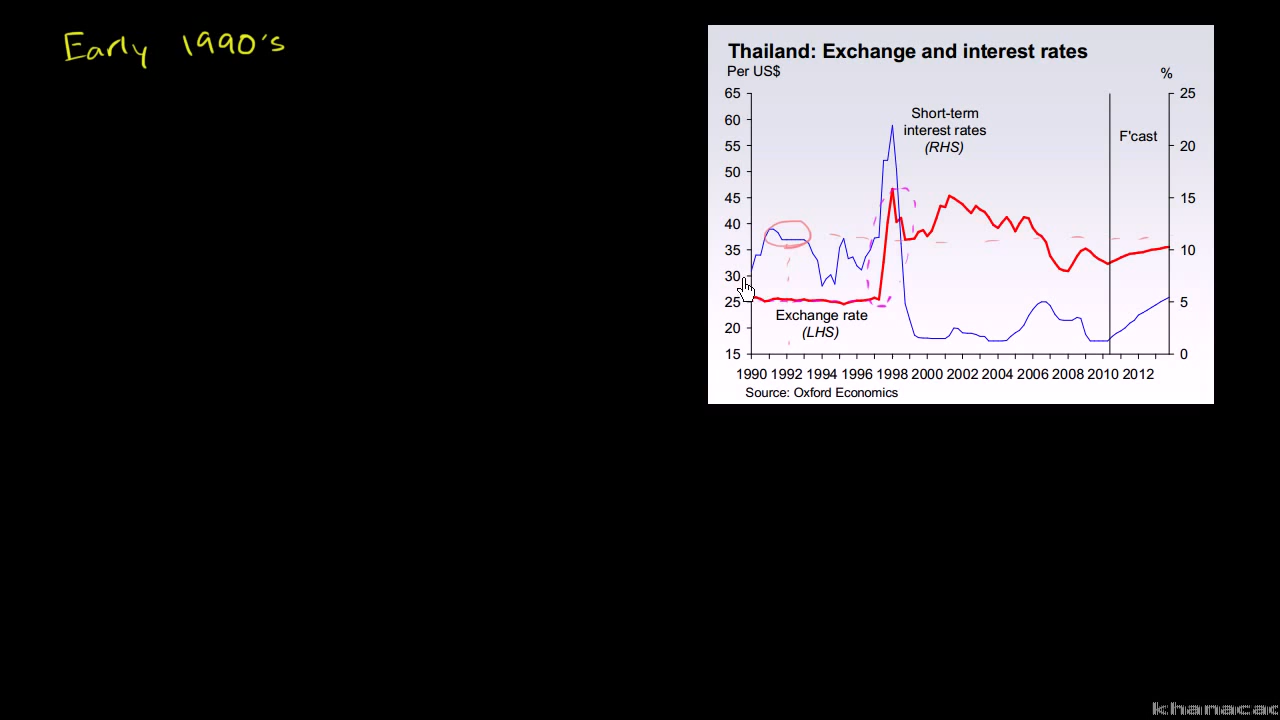 Early 1990's
Thailand: Exchange and interest rates
Per US$
%
65
60
55
50
45
40
35
30
25
20
15
25
20
15
10
5
0
Short-term
interest rates
(RHS)
F'cast
Exchange rate
(LHS)
1990 1992 1994 1996 1998 2000 2002 2004 2006 2008 2010 2012
Source: Oxford Economics
khanacac